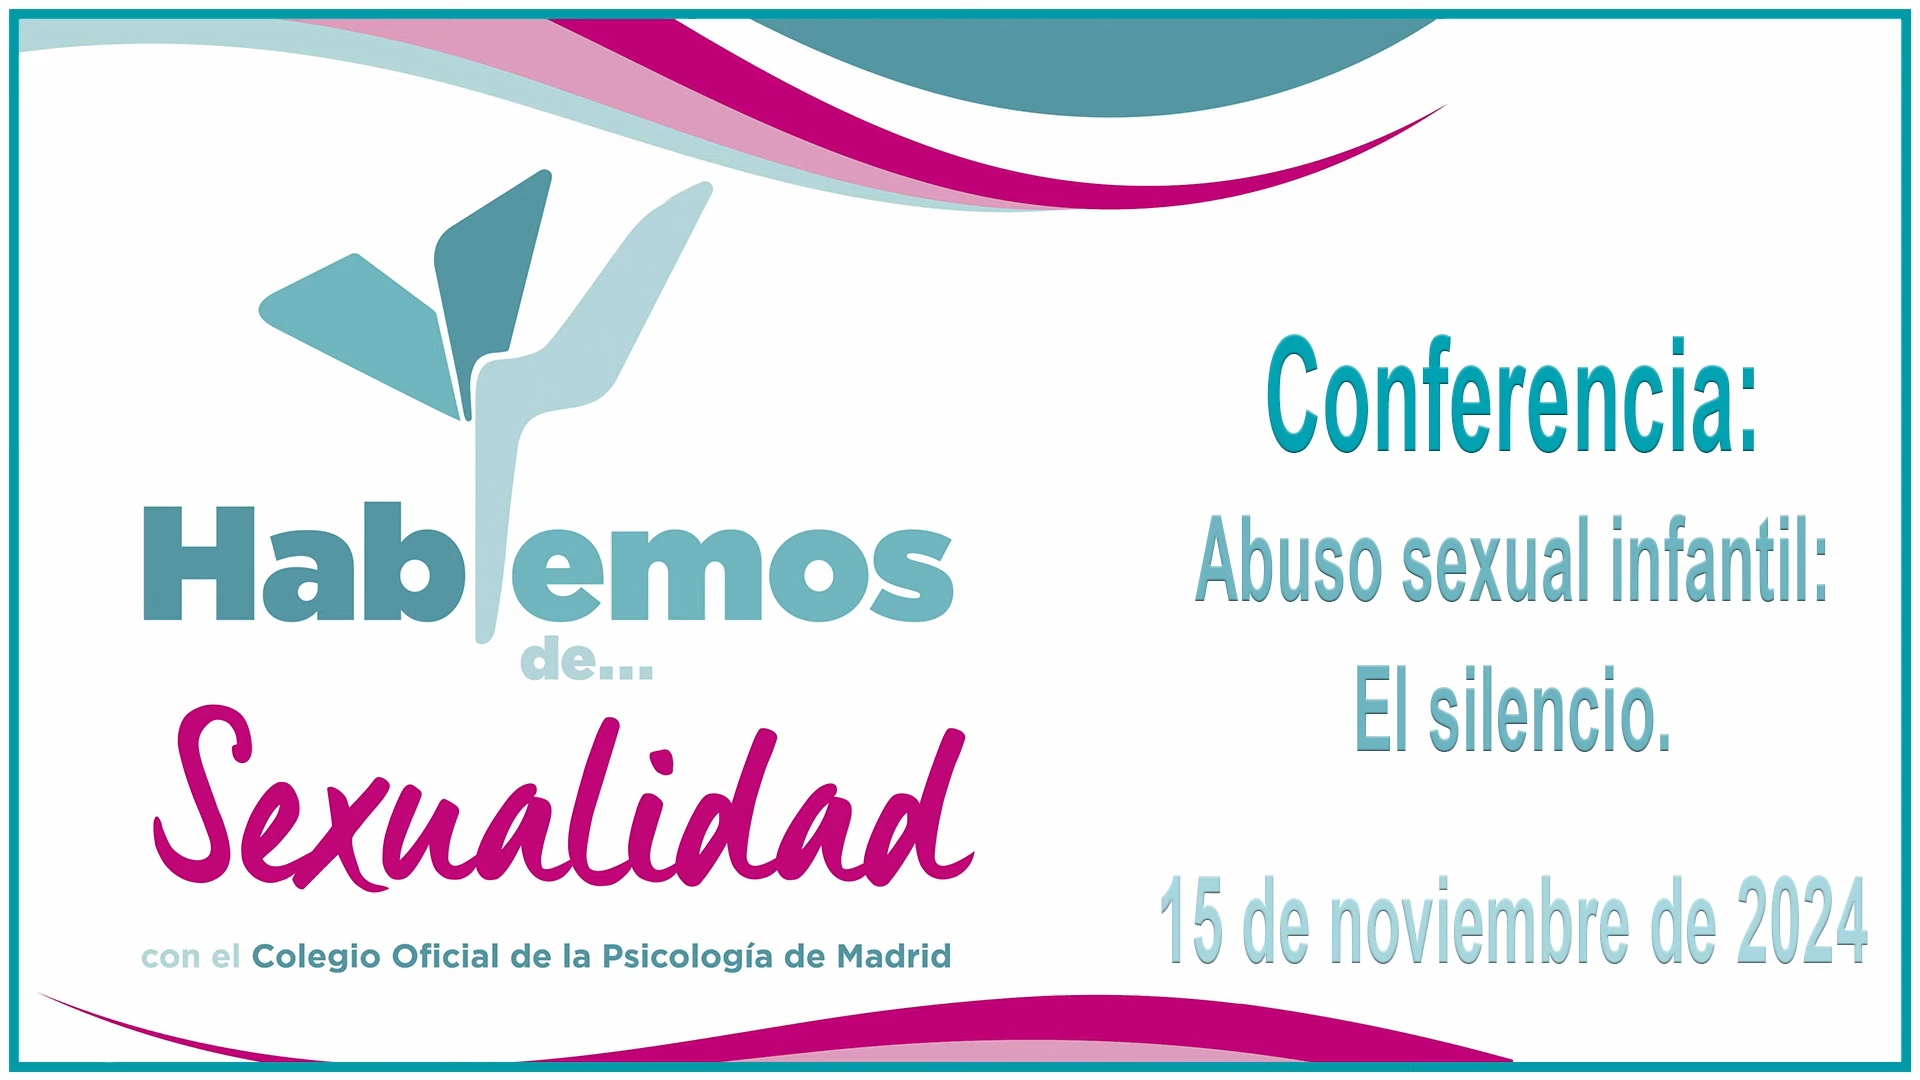 Hablemos
de...
Sexualidad
con el Colegio Oficial de la Psicología de Madrid
Conferencia:
Abuso sexual infantil:
El silencio.
15 de noviembre de 2024